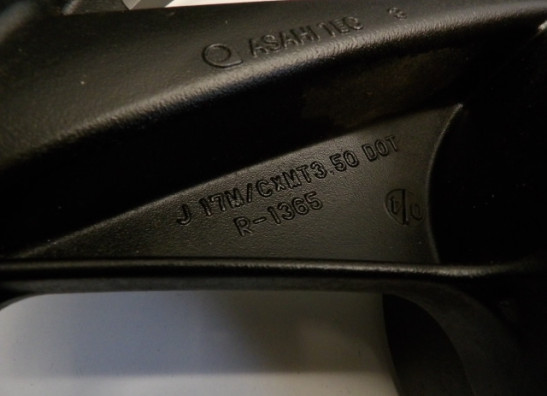 ASAHI TEC
J 17M/CXMT3.50 DOT
R-1365